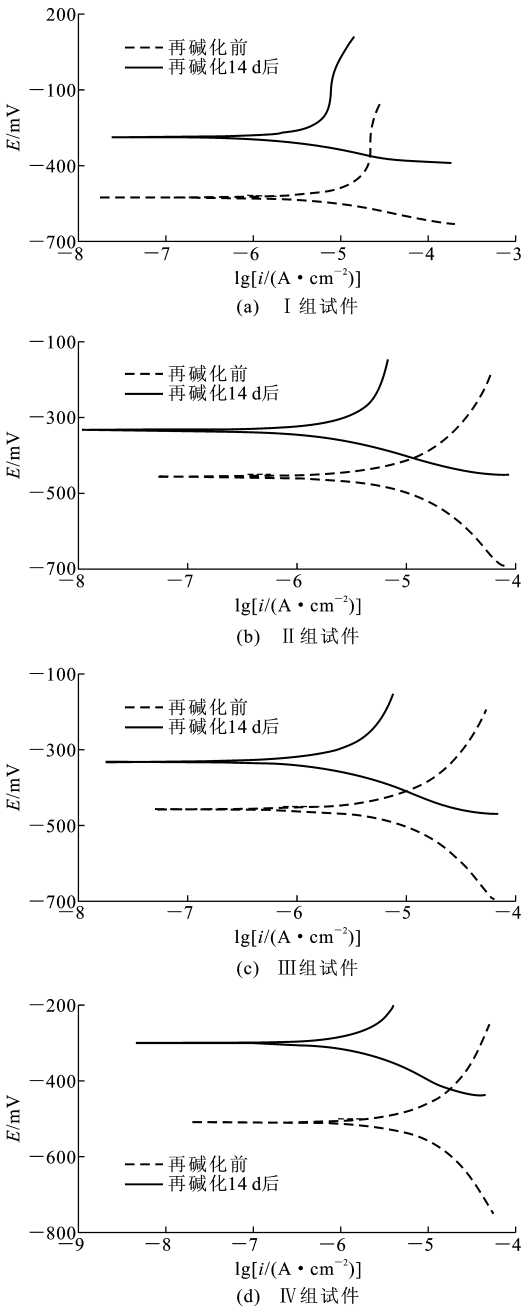 200
再碱化前
再碱化14 d后
−100
E/mV
−400
−700
−8 −7 −6 −5 −4 −3
lg[i/(A·cm⁻²)]
(a) Ⅰ组试件
−100
再碱化前
再碱化14 d后
−300
E/mV
−500
−700
−8 −7 −6 −5 −4
lg[i/(A·cm⁻²)]
(b) Ⅱ组试件
−100
再碱化前
再碱化14 d后
−300
E/mV
−500
−700
−8 −7 −6 −5 −4
lg[i/(A·cm⁻²)]
(c) Ⅲ组试件
−200
−400
E/mV
−600
再碱化前
再碱化14 d后
−800
−9 −8 −7 −6 −5 −4
lg[i/(A·cm⁻²)]
(d) Ⅳ组试件